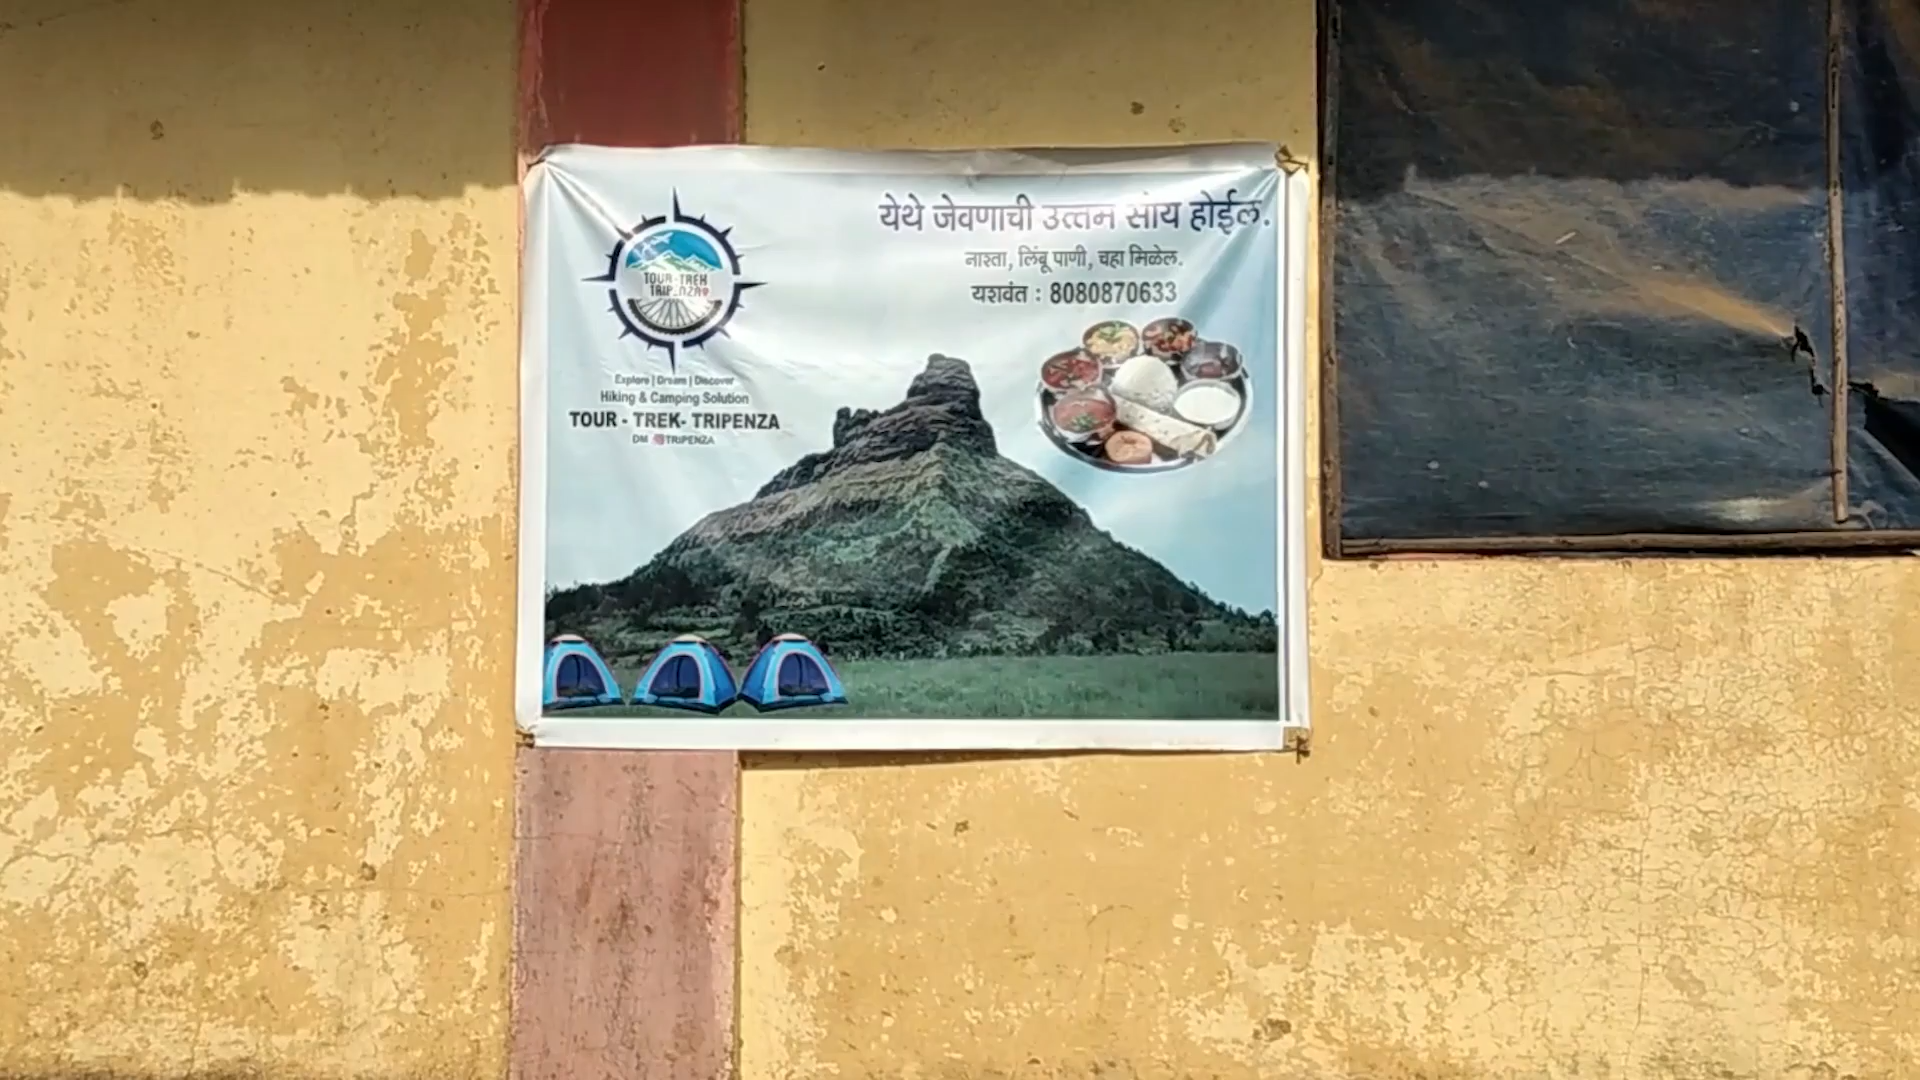 TOUR-TREK
TRIPENZA
Explore | Dream | Discover
Hiking & Camping Solution
TOUR - TREK- TRIPENZA
DM TRIPENZA
येथे जेवणाची उत्तम सोय होईल.
नास्ता, लिंबू पाणी, चहा मिळेल.
यशवंत : 8080870633